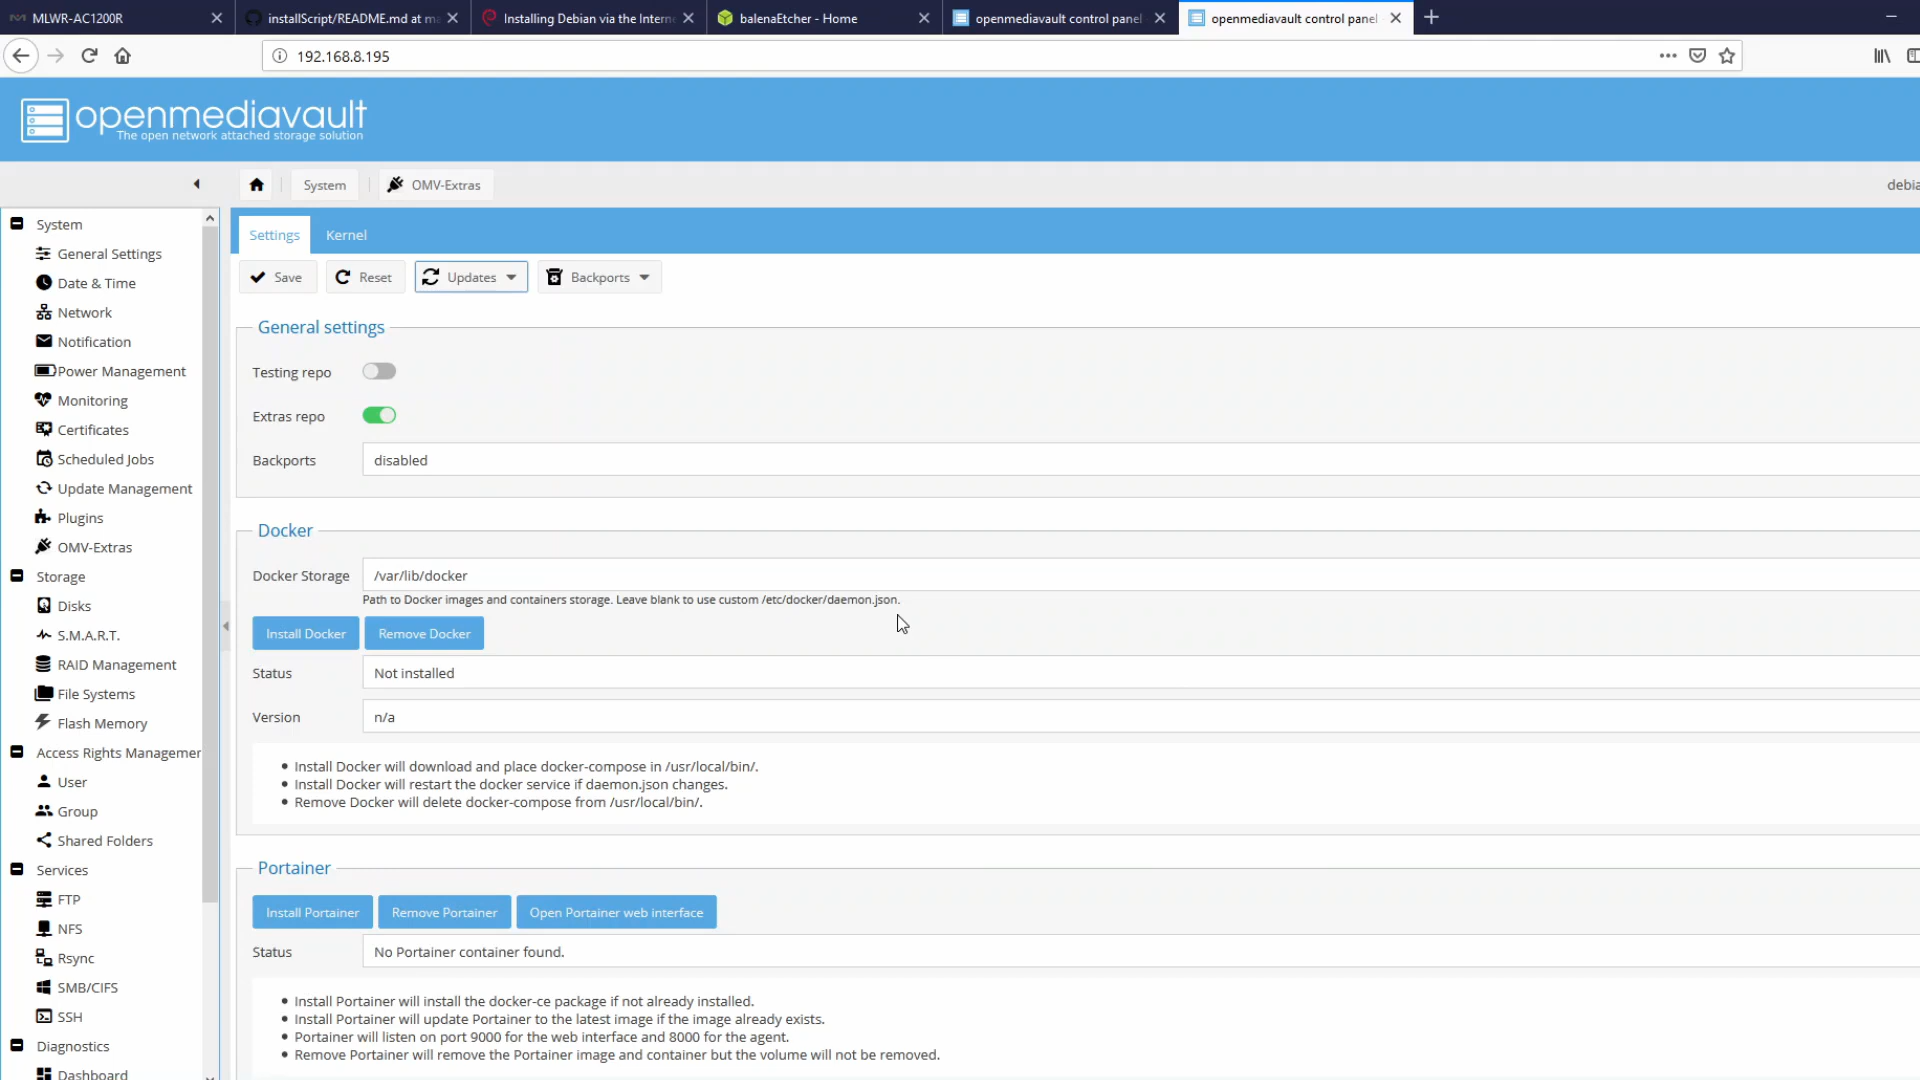 MLWR-AC1200R
installScript/README.md at ma
Installing Debian via the Intern
balenaEtcher - Home
openmediavault control panel
openmediavault control panel
192.168.8.195
openmediavault
The open network attached storage solution
System
OMV-Extras
debia
System
General Settings
Date & Time
Network
Notification
Power Management
Monitoring
Certificates
Scheduled Jobs
Update Management
Plugins
OMV-Extras
Storage
Disks
S.M.A.R.T.
RAID Management
File Systems
Flash Memory
Access Rights Managemen
User
Group
Shared Folders
Services
FTP
NFS
Rsync
SMB/CIFS
SSH
Diagnostics
Dashboard
Settings
Kernel
Save
Reset
Updates
Backports
General settings
Testing repo
Extras repo
Backports
disabled
Docker
Docker Storage
/var/lib/docker
Path to Docker images and containers storage. Leave blank to use custom /etc/docker/daemon.json.
Install Docker
Remove Docker
Status
Not installed
Version
n/a
Install Docker will download and place docker-compose in /usr/local/bin/.
Install Docker will restart the docker service if daemon.json changes.
Remove Docker will delete docker-compose from /usr/local/bin/.
Portainer
Install Portainer
Remove Portainer
Open Portainer web interface
Status
No Portainer container found.
Install Portainer will install the docker-ce package if not already installed.
Install Portainer will update Portainer to the latest image if the image already exists.
Portainer will listen on port 9000 for the web interface and 8000 for the agent.
Remove Portainer will remove the Portainer image and container but the volume will not be removed.